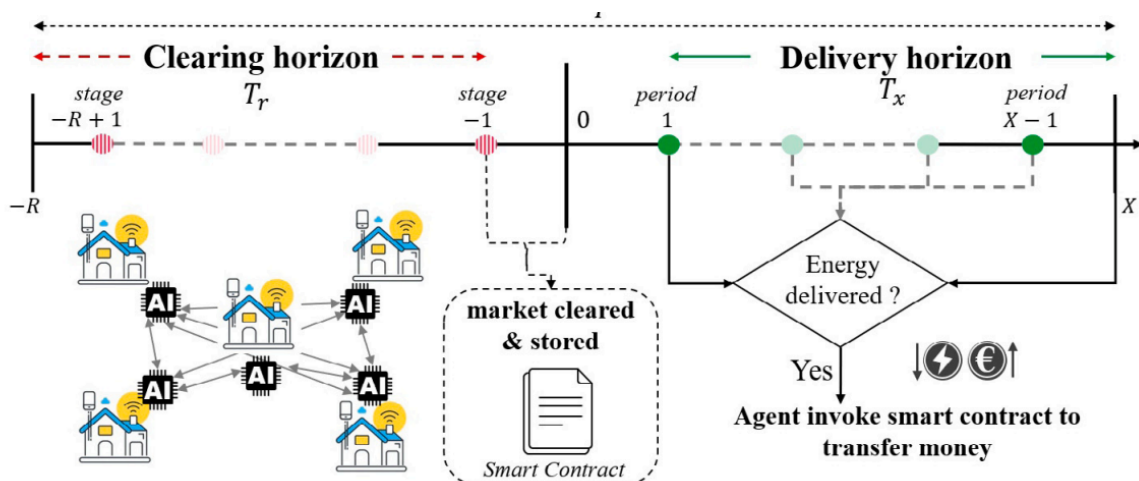 Clearing horizon
Delivery horizon
T_r
T_x
stage
-R + 1
stage
-1
0
period
1
period
X - 1
-R
X
AI
AI
AI
AI
AI
market cleared
& stored
Smart Contract
Energy
delivered ?
Yes
€
Agent invoke smart contract to
transfer money